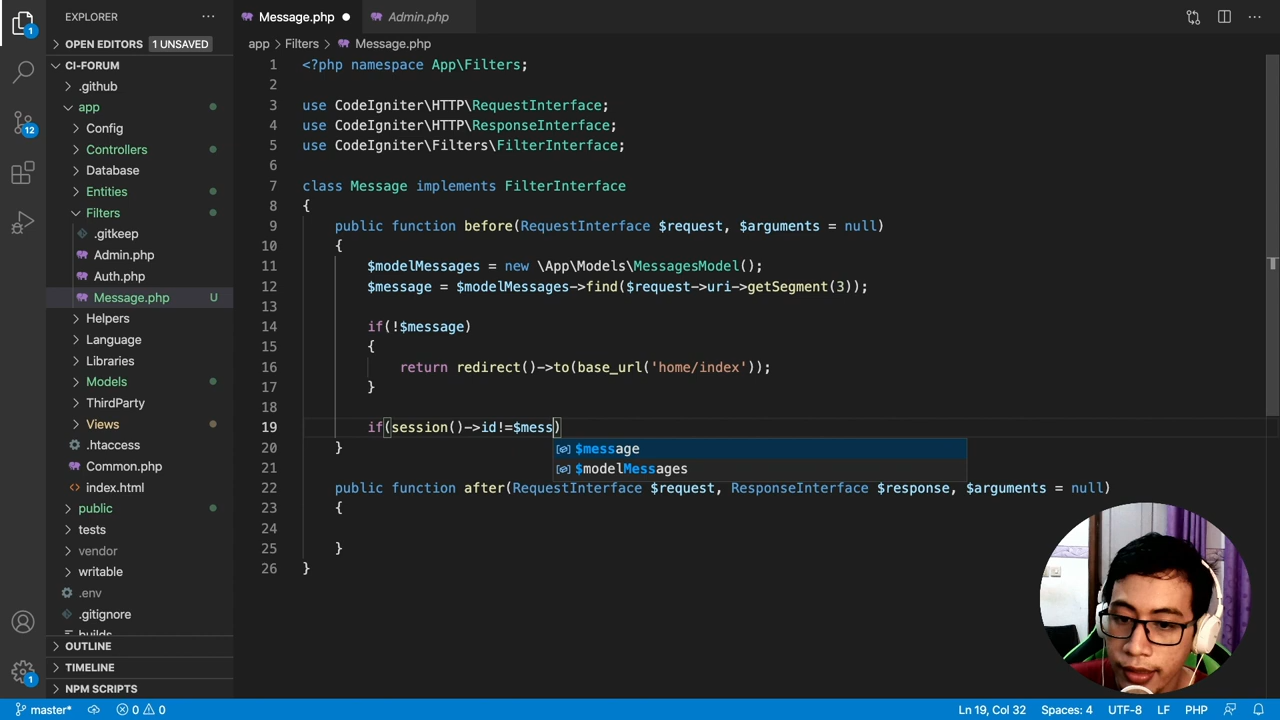 EXPLORER
···
OPEN EDITORS 1 UNSAVED
CI-FORUM
.github
app
Config
Controllers
Database
Entities
Filters
.gitkeep
Admin.php
Auth.php
Message.php U
Helpers
Language
Libraries
Models
ThirdParty
Views
.htaccess
Common.php
index.html
public
tests
vendor
writable
.env
.gitignore
builds
OUTLINE
TIMELINE
NPM SCRIPTS
1
12
1
Message.php
Admin.php
app > Filters > Message.php
1 <?php namespace App\Filters;
2
3 use CodeIgniter\HTTP\RequestInterface;
4 use CodeIgniter\HTTP\ResponseInterface;
5 use CodeIgniter\Filters\FilterInterface;
6
7 class Message implements FilterInterface
8 {
9 public function before(RequestInterface $request, $arguments = null)
10 {
11 $modelMessages = new \App\Models\MessagesModel();
12 $message = $modelMessages->find($request->uri->getSegment(3));
13
14 if(!$message)
15 {
16 return redirect()->to(base_url('home/index'));
17 }
18
19 if(session()->id!=$mess)
$message
$modelMessages
20 }
21
22 public function after(RequestInterface $request, ResponseInterface $response, $arguments = null)
23 {
24
25 }
26 }
master* 0 0
Ln 19, Col 32 Spaces: 4 UTF-8 LF PHP